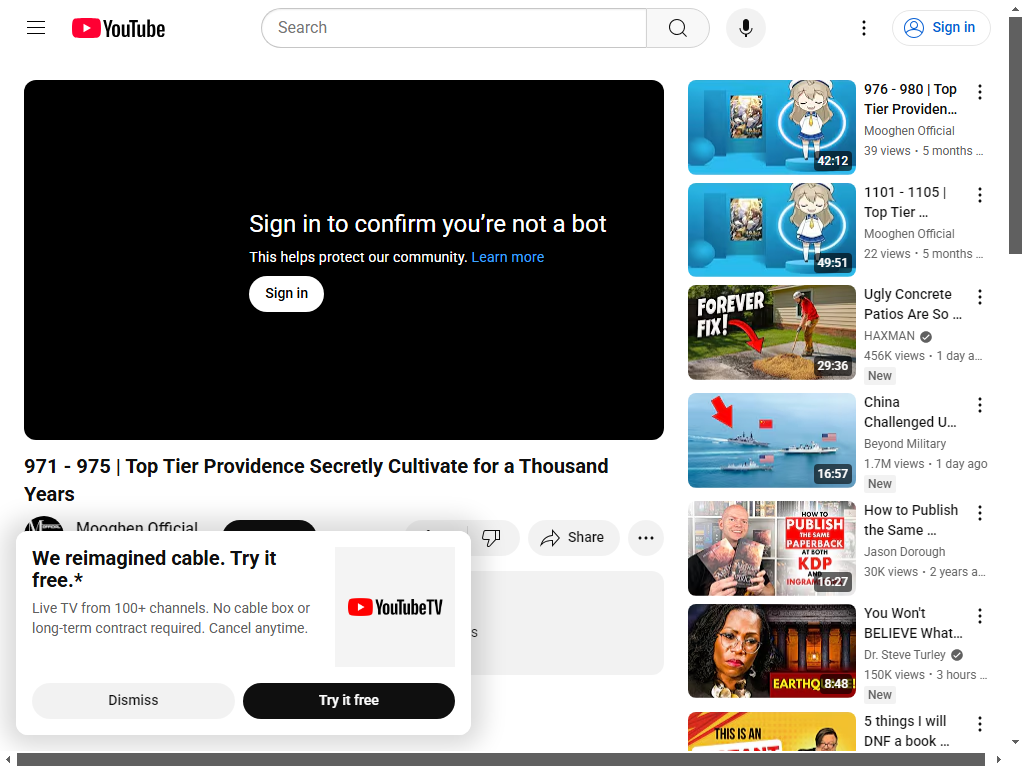 YouTube
Search
Sign in
Sign in to confirm you're not a bot
This helps protect our community. Learn more
Sign in
971 - 975 | Top Tier Providence Secretly Cultivate for a Thousand
Years
Mooghen Official
Share
We reimagined cable. Try it
free.*
Live TV from 100+ channels. No cable box or
long-term contract required. Cancel anytime.
YouTubeTV
Dismiss
Try it free
42:12
976 - 980 | Top
Tier Providen...
Mooghen Official
39 views • 5 months ...
49:51
1101 - 1105 |
Top Tier ...
Mooghen Official
22 views • 5 months ...
FOREVER
FIX!
29:36
Ugly Concrete
Patios Are So ...
HAXMAN
456K views • 1 day a...
New
16:57
China
Challenged U...
Beyond Military
1.7M views • 1 day ago
New
HOW TO
PUBLISH
THE SAME
PAPERBACK
AT BOTH
KDP
AND
16:27
How to Publish
the Same ...
Jason Dorough
30K views • 2 years a...
EARTHQ
8:48
You Won't
BELIEVE What...
Dr. Steve Turley
150K views • 3 hours ...
New
THIS IS AN
5 things I will
DNF a book ...